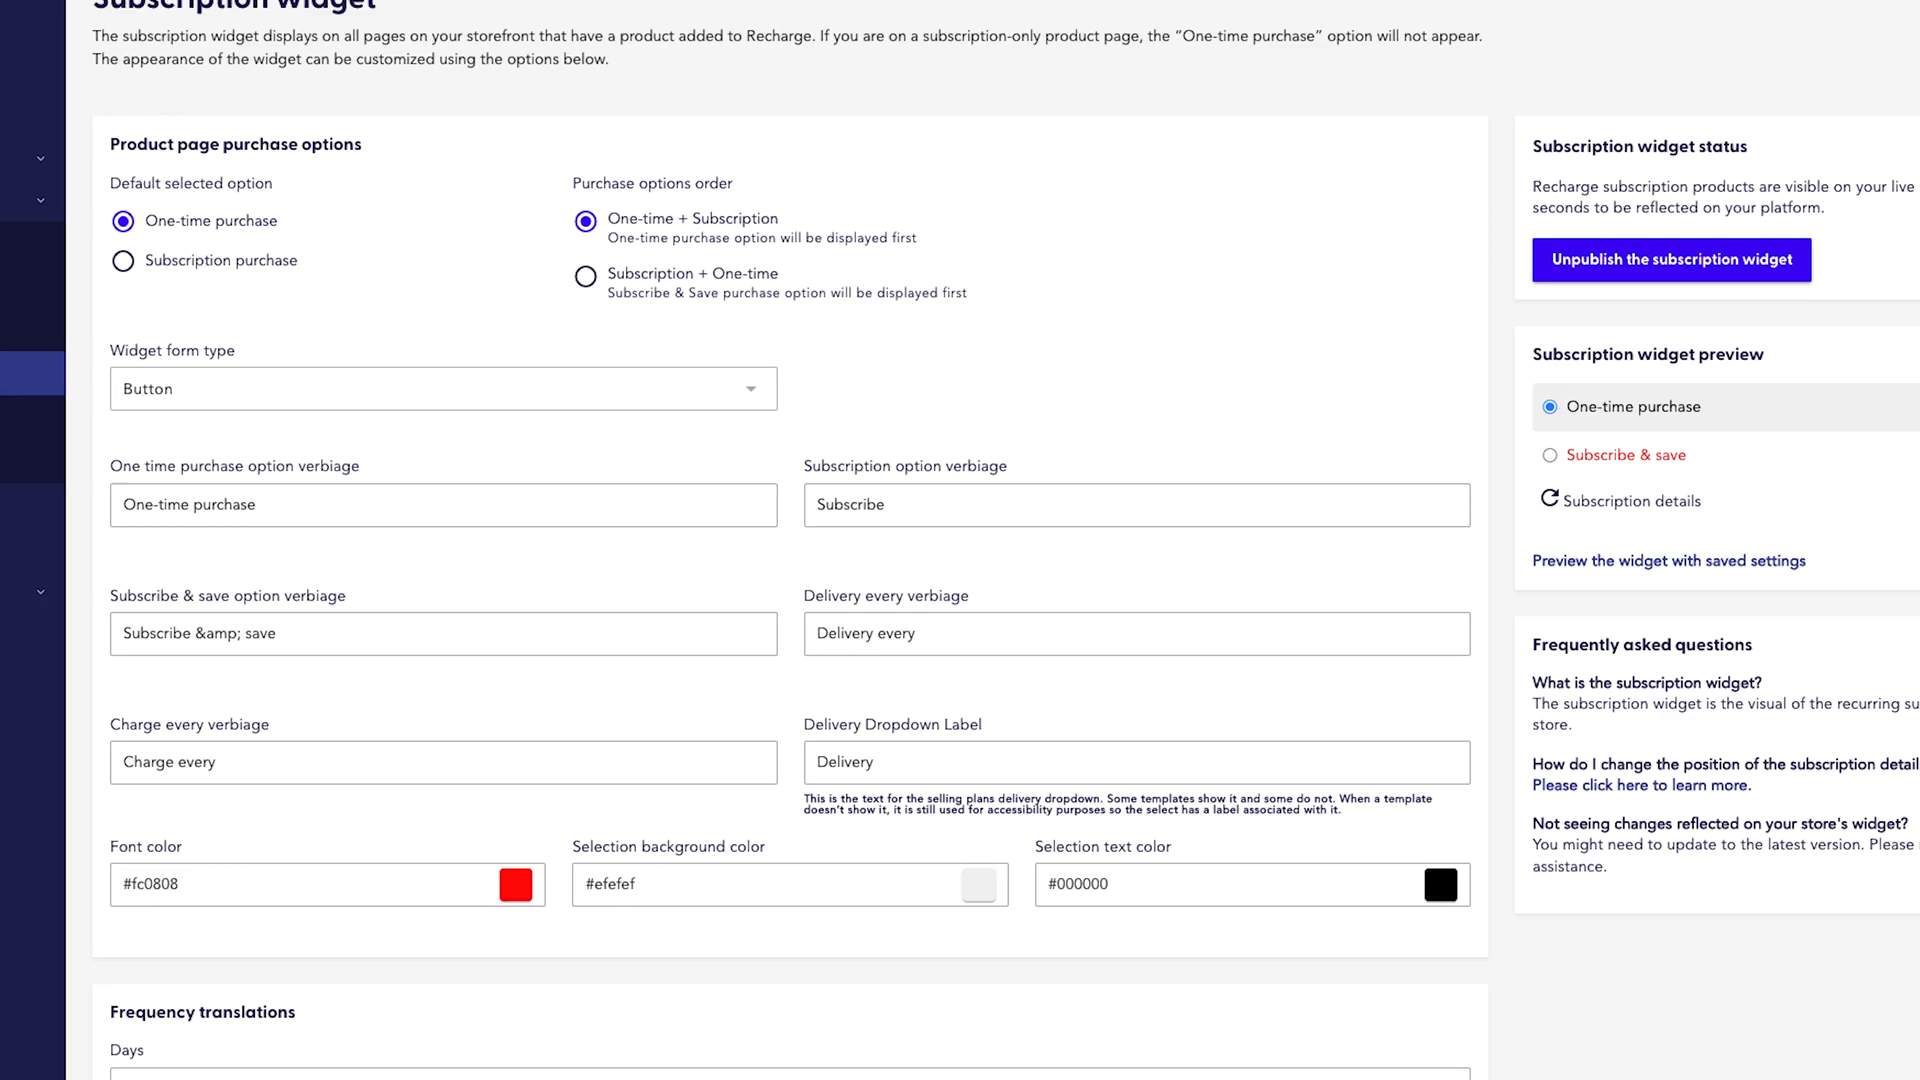 Subscription widget
The subscription widget displays on all pages on your storefront that have a product added to Recharge. If you are on a subscription-only product page, the “One-time purchase” option will not appear.
The appearance of the widget can be customized using the options below.
Product page purchase options
Default selected option
One-time purchase
Subscription purchase
Purchase options order
One-time + Subscription
One-time purchase option will be displayed first
Subscription + One-time
Subscribe & Save purchase option will be displayed first
Widget form type
Button
One time purchase option verbiage
One-time purchase
Subscription option verbiage
Subscribe
Subscribe & save option verbiage
Subscribe &amp; save
Delivery every verbiage
Delivery every
Charge every verbiage
Charge every
Delivery Dropdown Label
Delivery
This is the text for the selling plans delivery dropdown. Some templates show it and some do not. When a template
doesn't show it, it is still used for accessibility purposes so the select has a label associated with it.
Font color
#fc0808
Selection background color
#efefef
Selection text color
#000000
Frequency translations
Days
Subscription widget status
Recharge subscription products are visible on your live
seconds to be reflected on your platform.
Unpublish the subscription widget
Subscription widget preview
One-time purchase
Subscribe & save
Subscription details
Preview the widget with saved settings
Frequently asked questions
What is the subscription widget?
The subscription widget is the visual of the recurring su
store.
How do I change the position of the subscription detail
Please click here to learn more.
Not seeing changes reflected on your store's widget?
You might need to update to the latest version. Please
assistance.